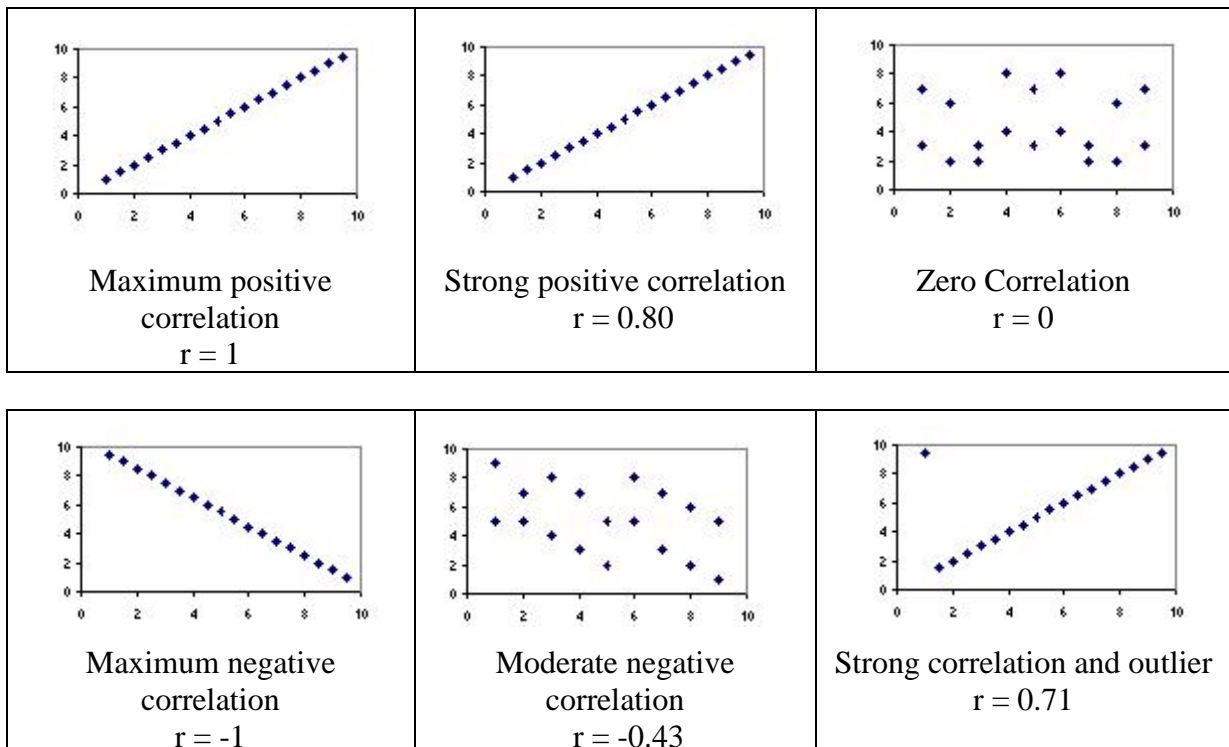 10
8
6
4
2
0
0 2 4 6 8 10
Maximum positive
correlation
r = 1
10
8
6
4
2
0
0 2 4 6 8 10
Strong positive correlation
r = 0.80
10
8
6
4
2
0
0 2 4 6 8 10
Zero Correlation
r = 0
10
8
6
4
2
0
0 2 4 6 8 10
Maximum negative
correlation
r = -1
10
8
6
4
2
0
0 2 4 6 8 10
Moderate negative
correlation
r = -0.43
10
8
6
4
2
0
0 2 4 6 8 10
Strong correlation and outlier
r = 0.71